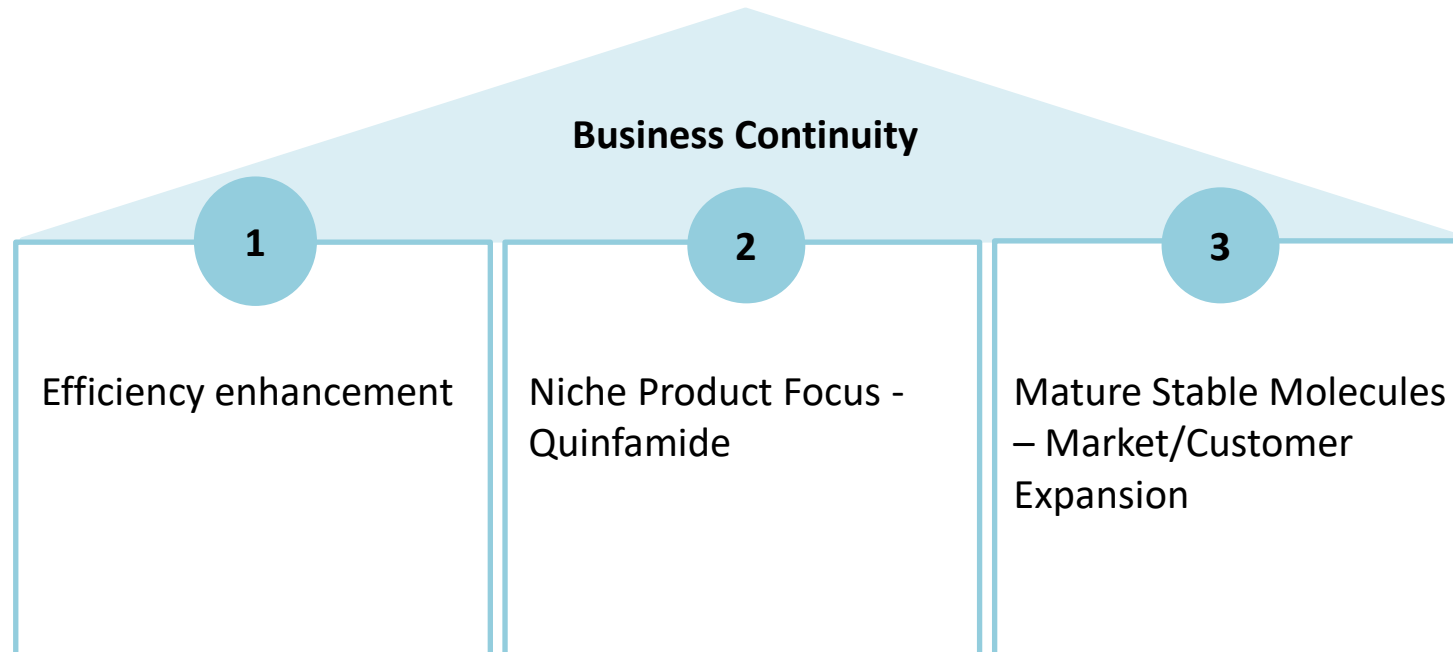 Business Continuity
1
2
3
Efficiency enhancement
Niche Product Focus -
Quinfamide
Mature Stable Molecules
– Market/Customer
Expansion